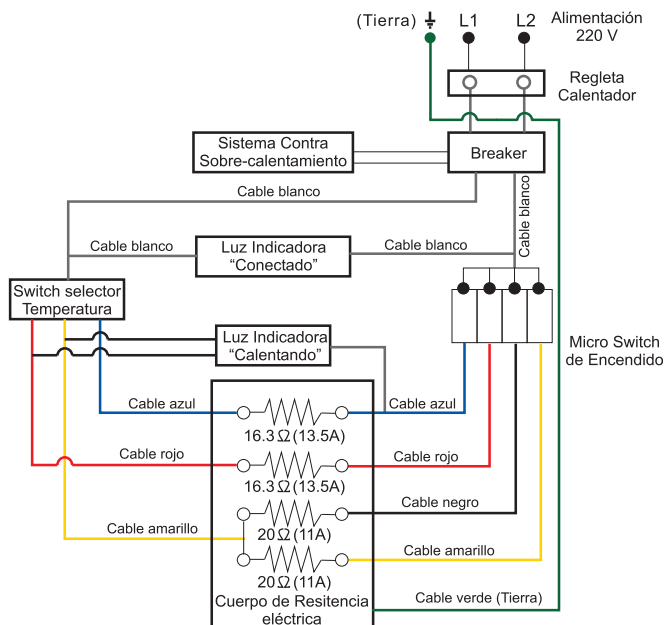 (Tierra)
L1
L2
Alimentación
220 V
Regleta
Calentador
Sistema Contra
Sobre-calentamiento
Breaker
Cable blanco
Cable blanco
Cable blanco
Luz Indicadora
“Conectado”
Cable blanco
Switch selector
Temperatura
Luz Indicadora
“Calentando”
Micro Switch
de Encendido
Cable azul
Cable azul
16.3 Ω (13.5A)
Cable rojo
Cable rojo
16.3 Ω (13.5A)
Cable negro
Cable amarillo
20 Ω (11A)
Cable amarillo
20 Ω (11A)
Cuerpo de Resitencia
eléctrica
Cable verde (Tierra)